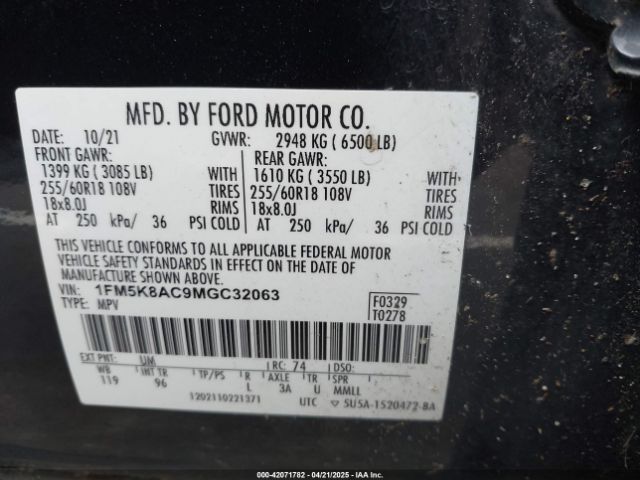 MFD. BY FORD MOTOR CO.
DATE: 10/21 GVWR: 2948 KG ( 6500 LB)
FRONT GAWR: REAR GAWR:
1399 KG ( 3085 LB) WITH 1610 KG ( 3550 LB) WITH
255/60R18 108V TIRES 255/60R18 108V TIRES
18x8.0J RIMS 18x8.0J RIMS
AT 250 kPa/ 36 PSI COLD AT 250 kPa/ 36 PSI COLD
THIS VEHICLE CONFORMS TO ALL APPLICABLE FEDERAL MOTOR
VEHICLE SAFETY STANDARDS IN EFFECT ON THE DATE OF
MANUFACTURE SHOWN ABOVE.
VIN: 1FM5K8AC9MGC32063
TYPE: MPV
F0329
T0278
EXT PNT: UM RC: 74 DSO:
WB INT TR TP/PS R AXLE TR SPR
119 96 L 3A U MMLL
1202110221371 UTC ▽ 5U5A-1520472-BA
000-42071782 - 04/21/2025 - IAA, INC.